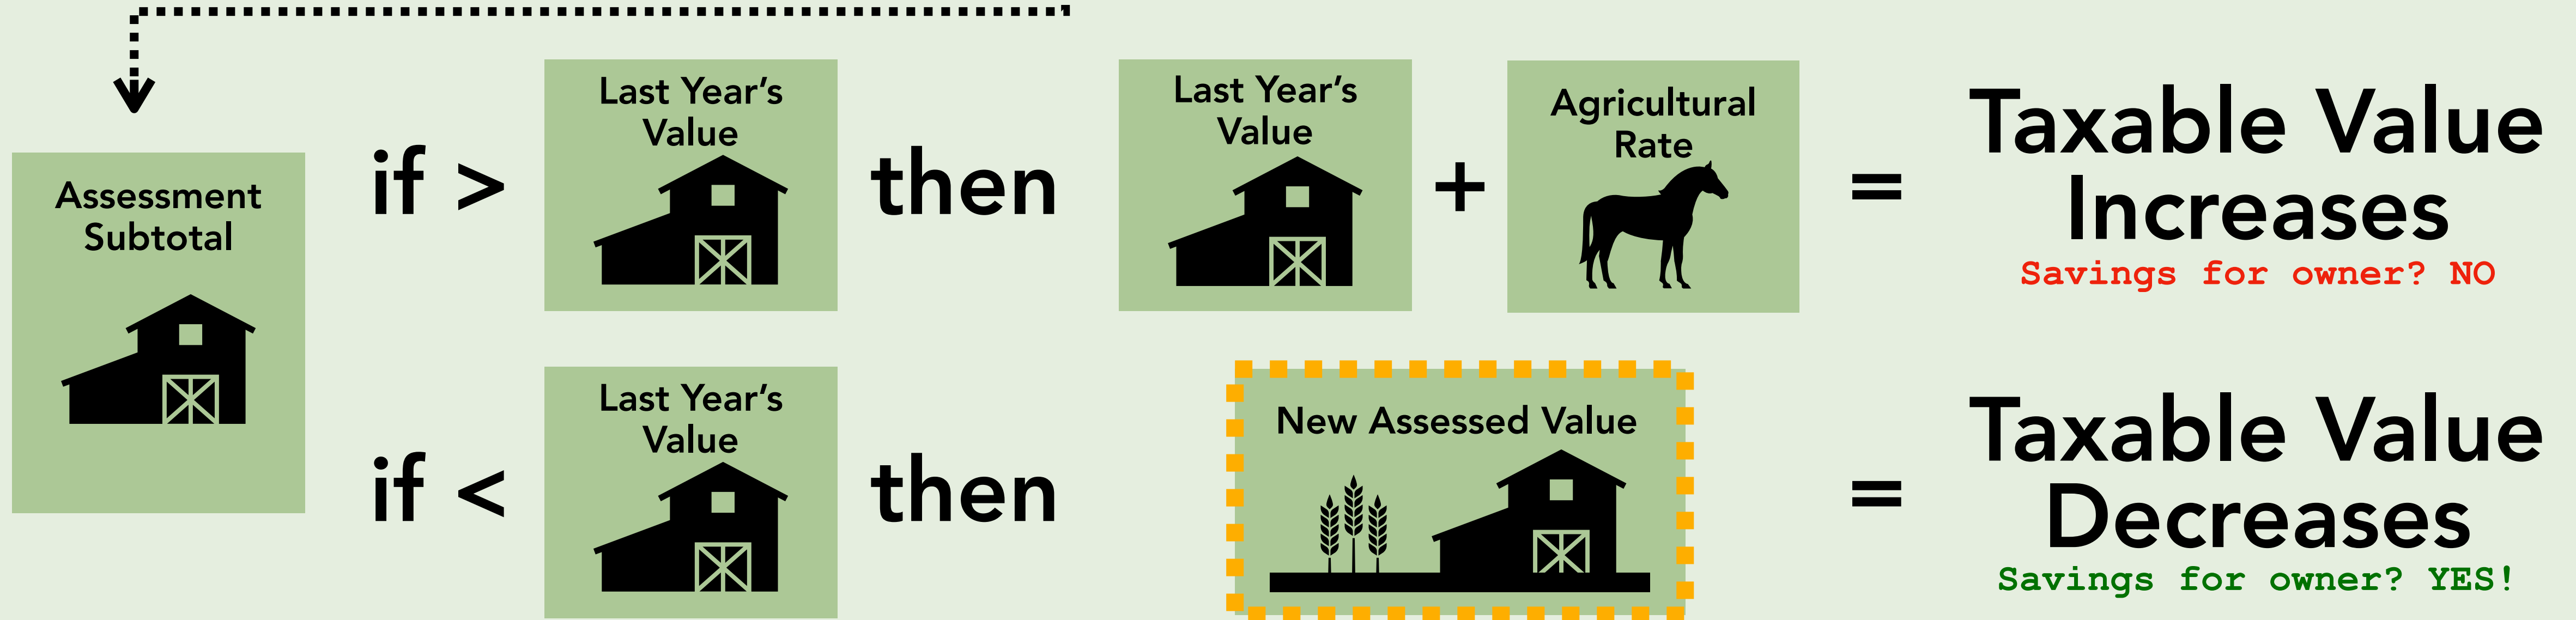 Assessment
Subtotal
if >
Last Year’s
Value
then
Last Year’s
Value
+
Agricultural
Rate
=
Taxable Value
Increases
Savings for owner? NO
if <
Last Year’s
Value
then
New Assessed Value
=
Taxable Value
Decreases
Savings for owner? YES!